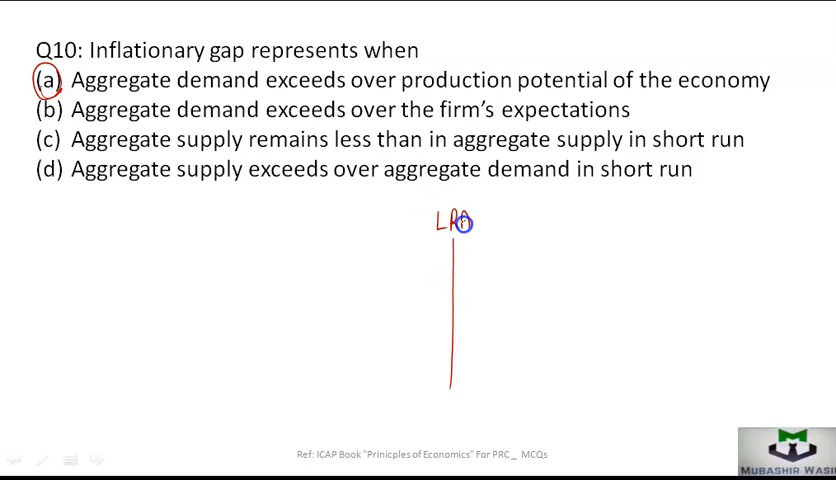 Q10: Inflationary gap represents when
(a) Aggregate demand exceeds over production potential of the economy
(b) Aggregate demand exceeds over the firm's expectations
(c) Aggregate supply remains less than in aggregate supply in short run
(d) Aggregate supply exceeds over aggregate demand in short run
LRA
Ref: ICAP Book "Prinicples of Economics" For PRC_ MCQs
MUBASHIR WASI